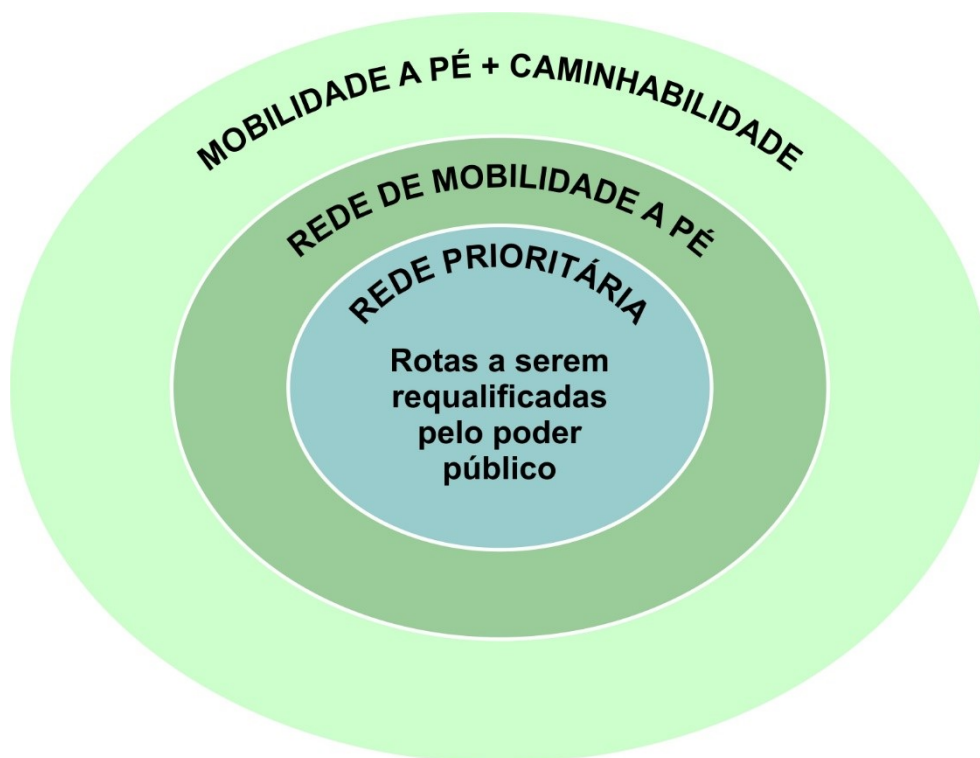 MOBILIDADE A PÉ + CAMINHABILIDADE
REDE DE MOBILIDADE A PÉ
REDE PRIORITÁRIA
Rotas a serem
requalificadas
pelo poder
público